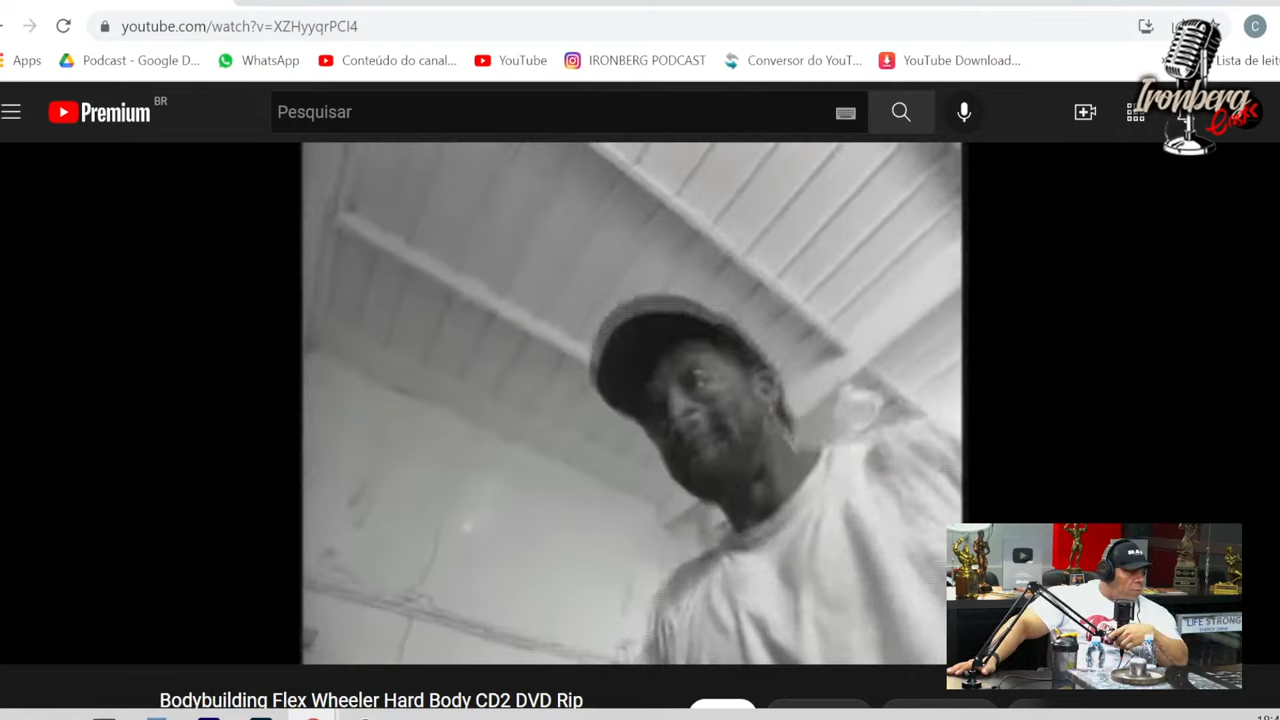 youtube.com/watch?v=XZHyyqrPCI4
Apps Podcast - Google D... WhatsApp Conteúdo do canal... YouTube IRONBERG PODCAST Conversor do YouT... YouTube Download... » Lista de leit
C
Premium BR
Pesquisar
Ironberg
Cast
LIFE STRONG
Bodybuilding Flex Wheeler Hard Body CD2 DVD Rip